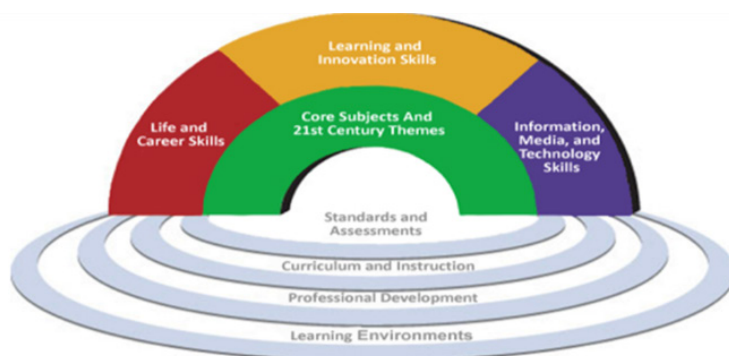 Learning and
Innovation Skills
Core Subjects And
21st Century Themes
Life and
Career Skills
Information,
Media, and
Technology
Skills
Standards and
Assessments
Curriculum and Instruction
Professional Development
Learning Environments